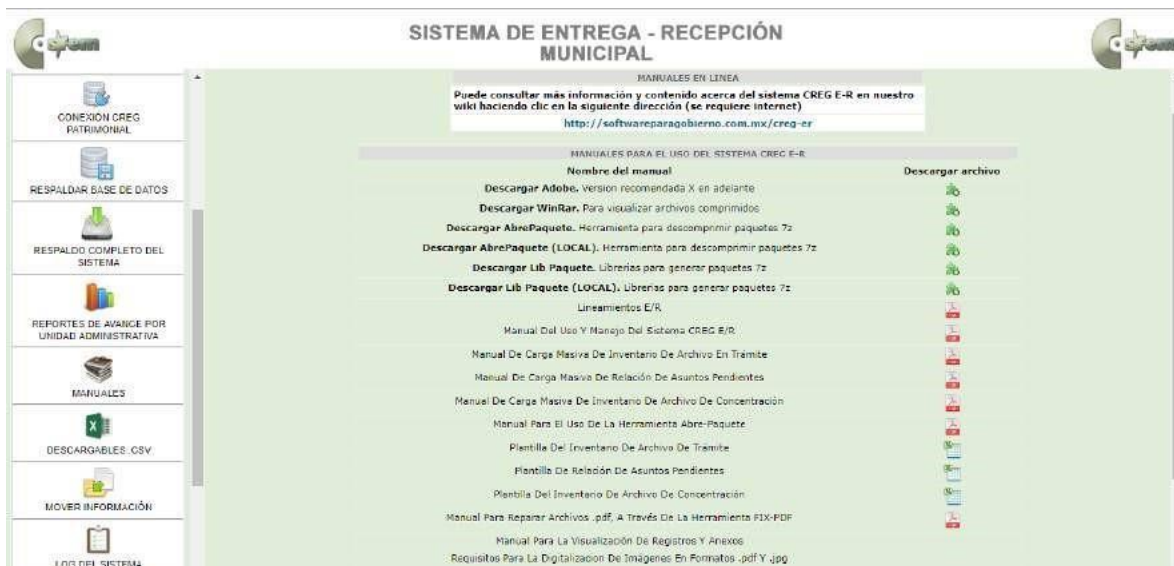 osfem
SISTEMA DE ENTREGA - RECEPCIÓN
MUNICIPAL
osfem
CONEXIÓN CREG
PATRIMONIAL
RESPALDAR BASE DE DATOS
RESPALDO COMPLETO DEL
SISTEMA
REPORTES DE AVANCE POR
UNIDAD ADMINISTRATIVA
MANUALES
DESCARGABLES .CSV
MOVER INFORMACIÓN
LOG DEL SISTEMA
MANUALES EN LINEA
Puede consultar más información y contenido acerca del sistema CREG E-R en nuestro
wiki haciendo clic en la siguiente dirección (se requiere internet)
http://softwareparagobierno.com.mx/creg-er
MANUALES PARA EL USO DEL SISTEMA CREG E-R
Nombre del manual Descargar archivo
Descargar Adobe. Version recomendada X en adelante
Descargar WinRar. Para visualizar archivos comprimidos
Descargar AbrePaquete. Herramienta para descomprimir paquetes 7z
Descargar AbrePaquete (LOCAL). Herramienta para descomprimir paquetes 7z
Descargar Lib Paquete. Librerias para generar paquetes 7z
Descargar Lib Paquete (LOCAL). Librerias para generar paquetes 7z
Lineamientos E/R
Manual Del Uso Y Manejo Del Sistema CREG E/R
Manual De Carga Masiva De Inventario De Archivo En Trámite
Manual De Carga Masiva De Relación De Asuntos Pendientes
Manual De Carga Masiva De Inventario De Archivo De Concentración
Manual Para El Uso De La Herramienta Abre-Paquete
Plantilla Del Inventario De Archivo De Tramite
Plantilla De Relación De Asuntos Pendientes
Plantilla Del Inventario De Archivo De Concentración
Manual Para Reparar Archivos .pdf, A Través De La Herramienta FIX-PDF
Manual Para La Visualización De Registros Y Anexos
Requisitos Para La Digitalizacion De Imágenes En Formatos .pdf Y .jpg